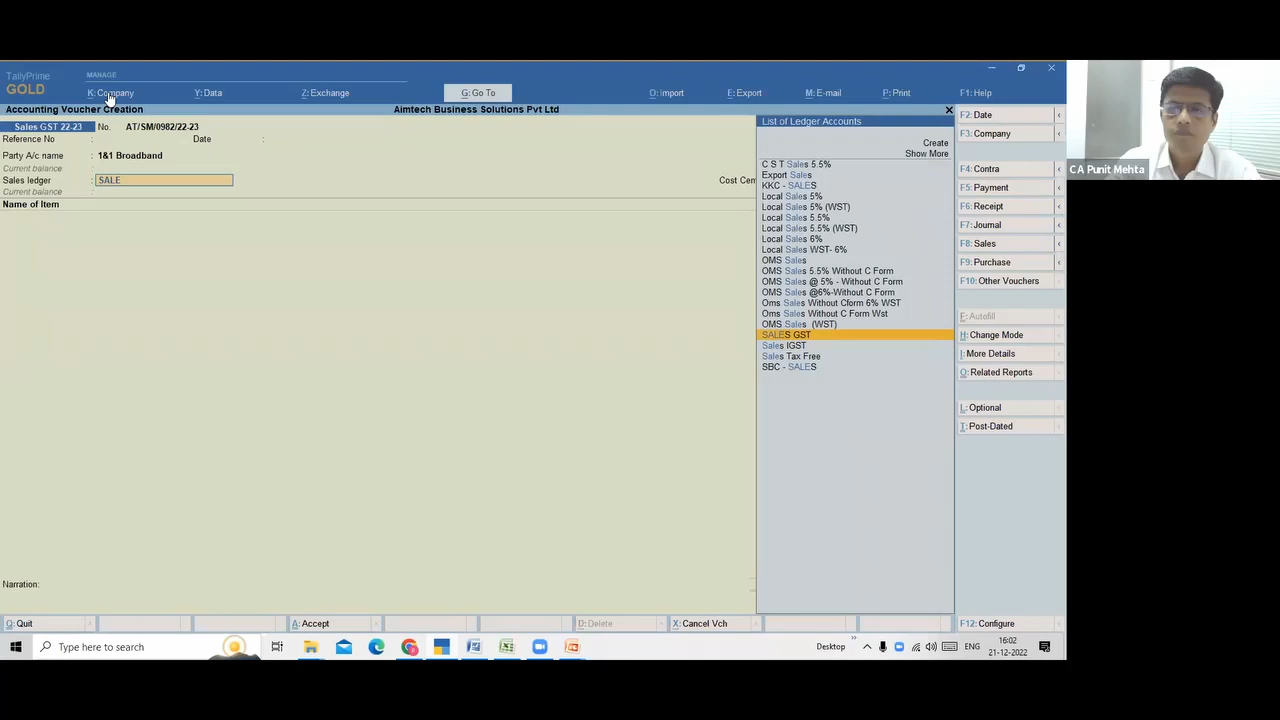 TallyPrime
GOLD
MANAGE
K: Company
Y: Data
Z: Exchange
G: Go To
O: Import
E: Export
M: E-mail
P: Print
F1: Help
Accounting Voucher Creation
Aimtech Business Solutions Pvt Ltd
Sales GST 22-23 No. AT/SM/0982/22-23
Reference No : Date :
Party A/c name : 1&1 Broadband
Current balance :
Sales ledger : SALE
Current balance :
Cost Cen
Name of Item
Narration:
List of Ledger Accounts
Create
Show More
C S T Sales 5.5%
Export Sales
KKC - SALES
Local Sales 5%
Local Sales 5% (WST)
Local Sales 5.5%
Local Sales 5.5% (WST)
Local Sales 6%
Local Sales WST- 6%
OMS Sales
OMS Sales 5.5% Without C Form
OMS Sales @ 5% - Without C Form
OMS Sales @6%-Without C Form
Oms Sales Without Cform 6% WST
Oms Sales Without C Form Wst
OMS Sales (WST)
SALES GST
Sales IGST
Sales Tax Free
SBC - SALES
F2: Date
F3: Company
F4: Contra
F5: Payment
F6: Receipt
F7: Journal
F8: Sales
F9: Purchase
F10: Other Vouchers
E: Autofill
H: Change Mode
I: More Details
O: Related Reports
L: Optional
T: Post-Dated
Q: Quit
A: Accept
D: Delete
X: Cancel Vch
F12: Configure
Type here to search
Desktop
ENG
16:02
21-12-2022
CA Punit Mehta